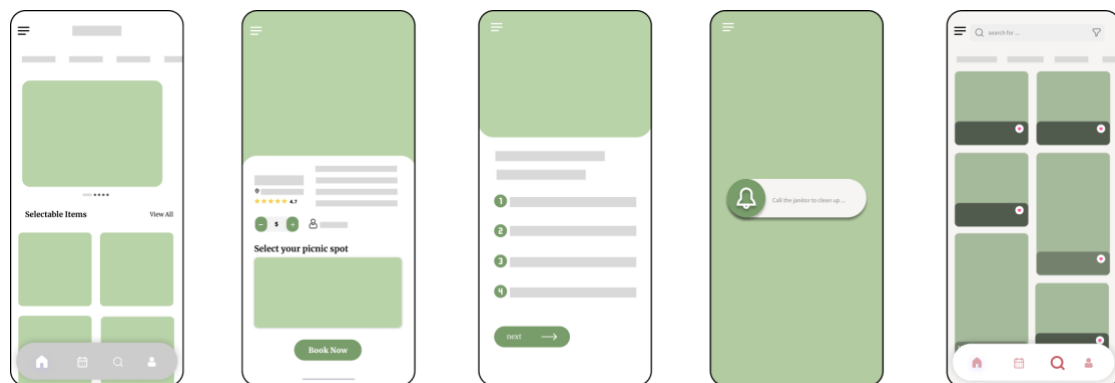 Selectable Items View All
4.7
- 5 +
Select your picnic spot
Book Now
1
2
3
4
next
Call the janitor to clean up ...
search for ...